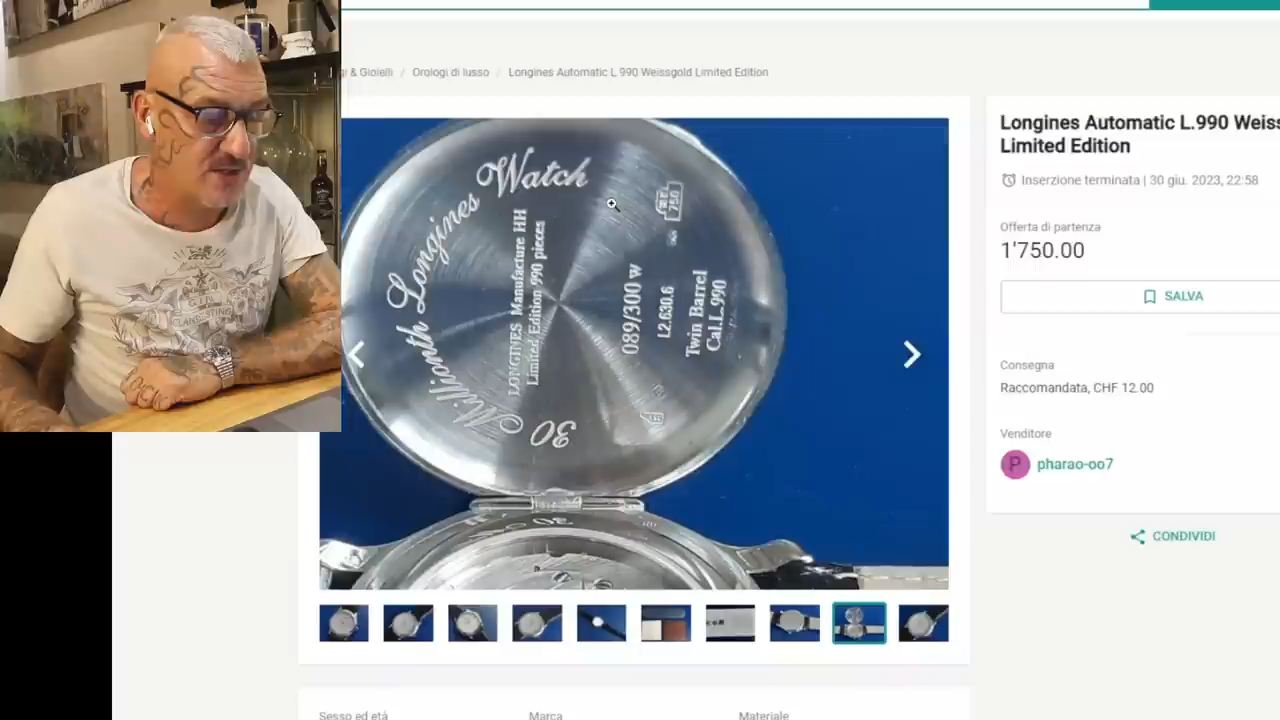 & Gioielli / Orologi di lusso / Longines Automatic L 990 Weissgold Limited Edition
Longines Automatic L.990 Weiss
Limited Edition
Inserzione terminata | 30 giu. 2023, 22:58
Offerta di partenza
1'750.00
SALVA
Consegna
Raccomandata, CHF 12.00
Venditore
P pharao-oo7
CONDIVIDI
30 Millionth Longines Watch
LONGINES Manufacture HH
Limited Edition 990 pieces
089/300 w
L2.630.6
Twin Barrel
Cal.L.990
750
Sesso ed età
Marca
Materiale